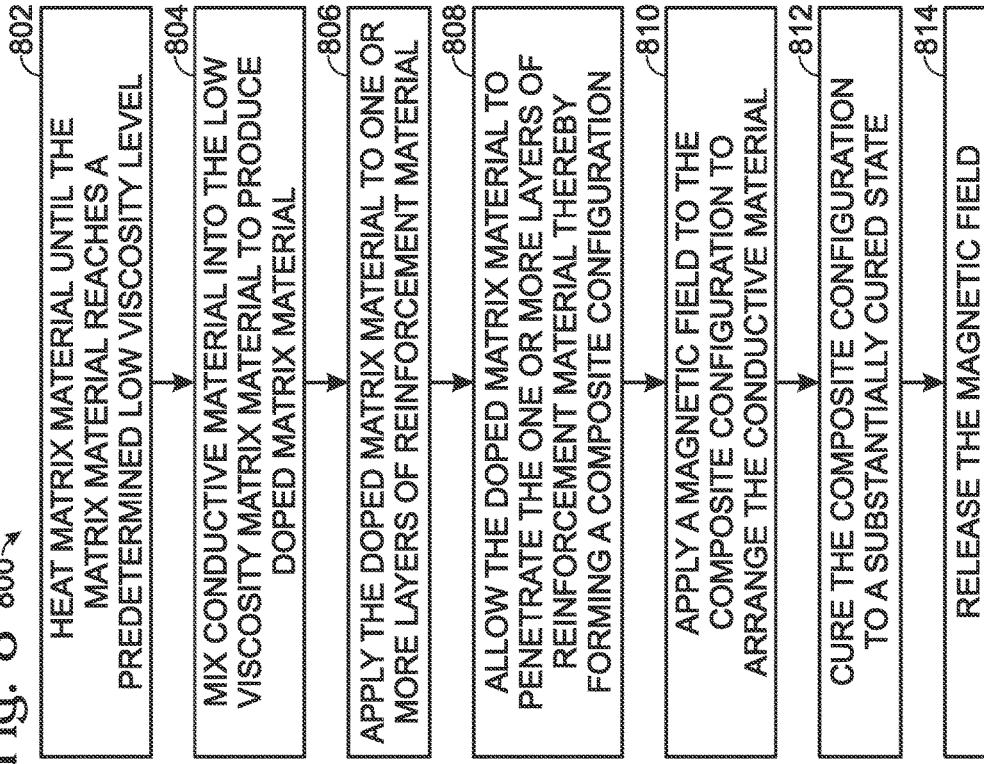 Fig. 8 800
802
HEAT MATRIX MATERIAL UNTIL THE
MATRIX MATERIAL REACHES A
PREDETERMINED LOW VISCOSITY LEVEL
804
MIX CONDUCTIVE MATERIAL INTO THE LOW
VISCOSITY MATRIX MATERIAL TO PRODUCE
DOPED MATRIX MATERIAL
806
APPLY THE DOPED MATRIX MATERIAL TO ONE OR
MORE LAYERS OF REINFORCEMENT MATERIAL
808
ALLOW THE DOPED MATRIX MATERIAL TO
PENETRATE THE ONE OR MORE LAYERS OF
REINFORCEMENT MATERIAL THEREBY
FORMING A COMPOSITE CONFIGURATION
810
APPLY A MAGNETIC FIELD TO THE
COMPOSITE CONFIGURATION TO
ARRANGE THE CONDUCTIVE MATERIAL
812
CURE THE COMPOSITE CONFIGURATION
TO A SUBSTANTIALLY CURED STATE
814
RELEASE THE MAGNETIC FIELD